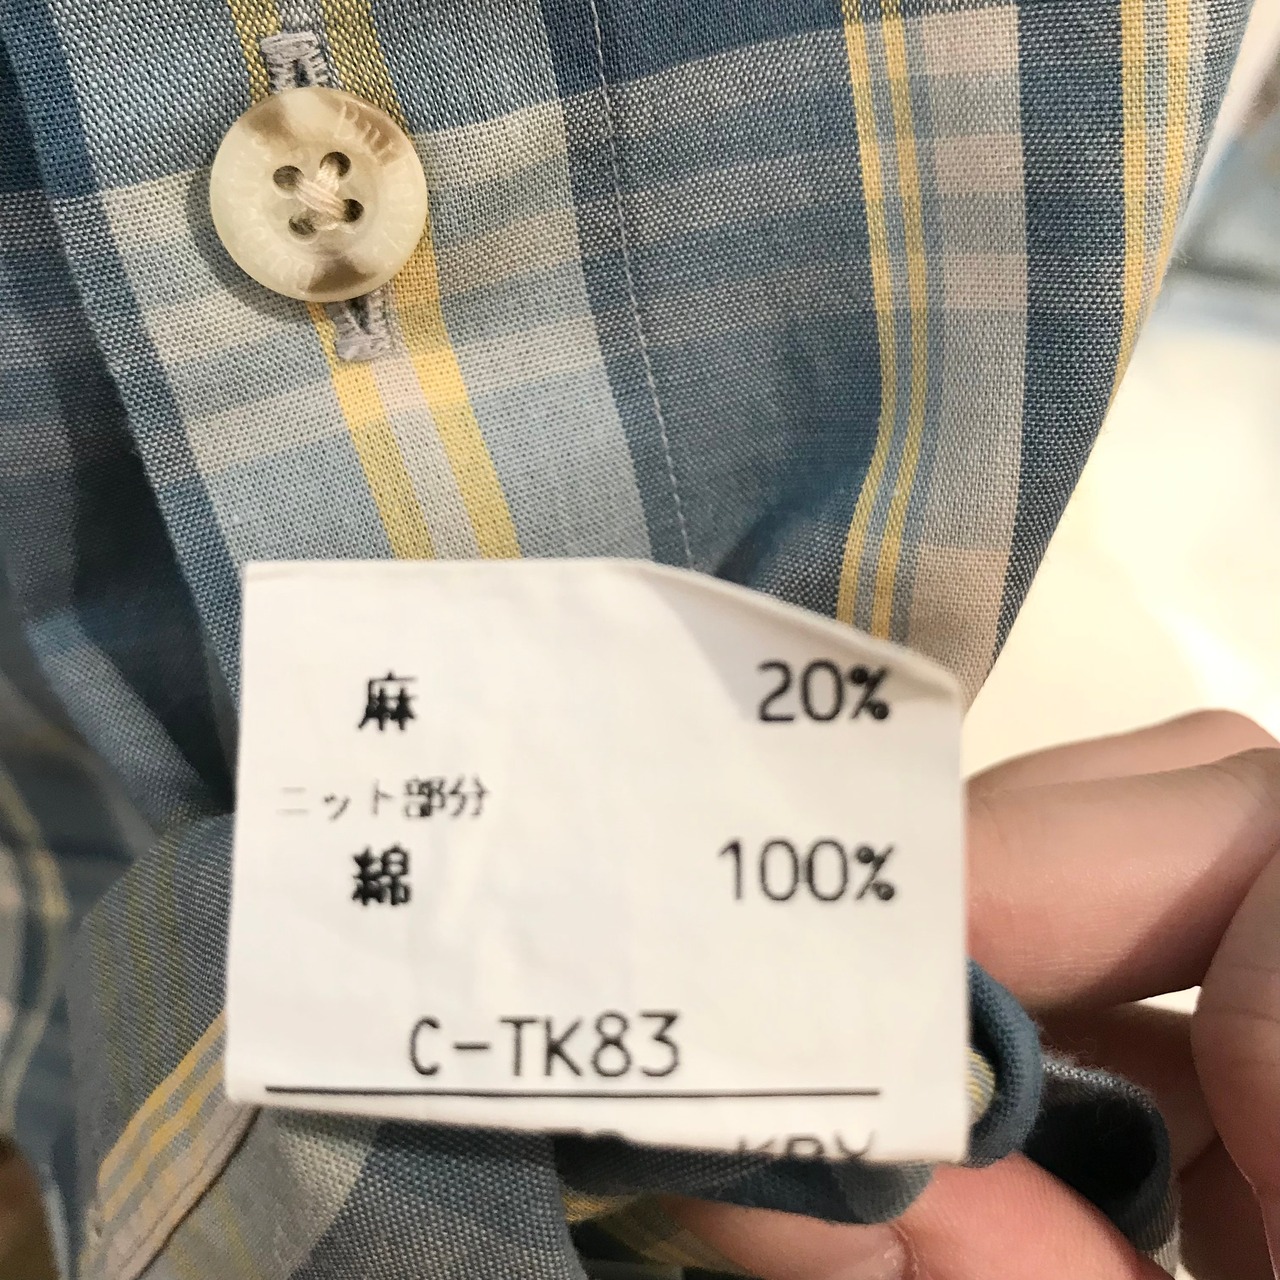 麻 20%
ニット部分
綿 100%
C-TK83